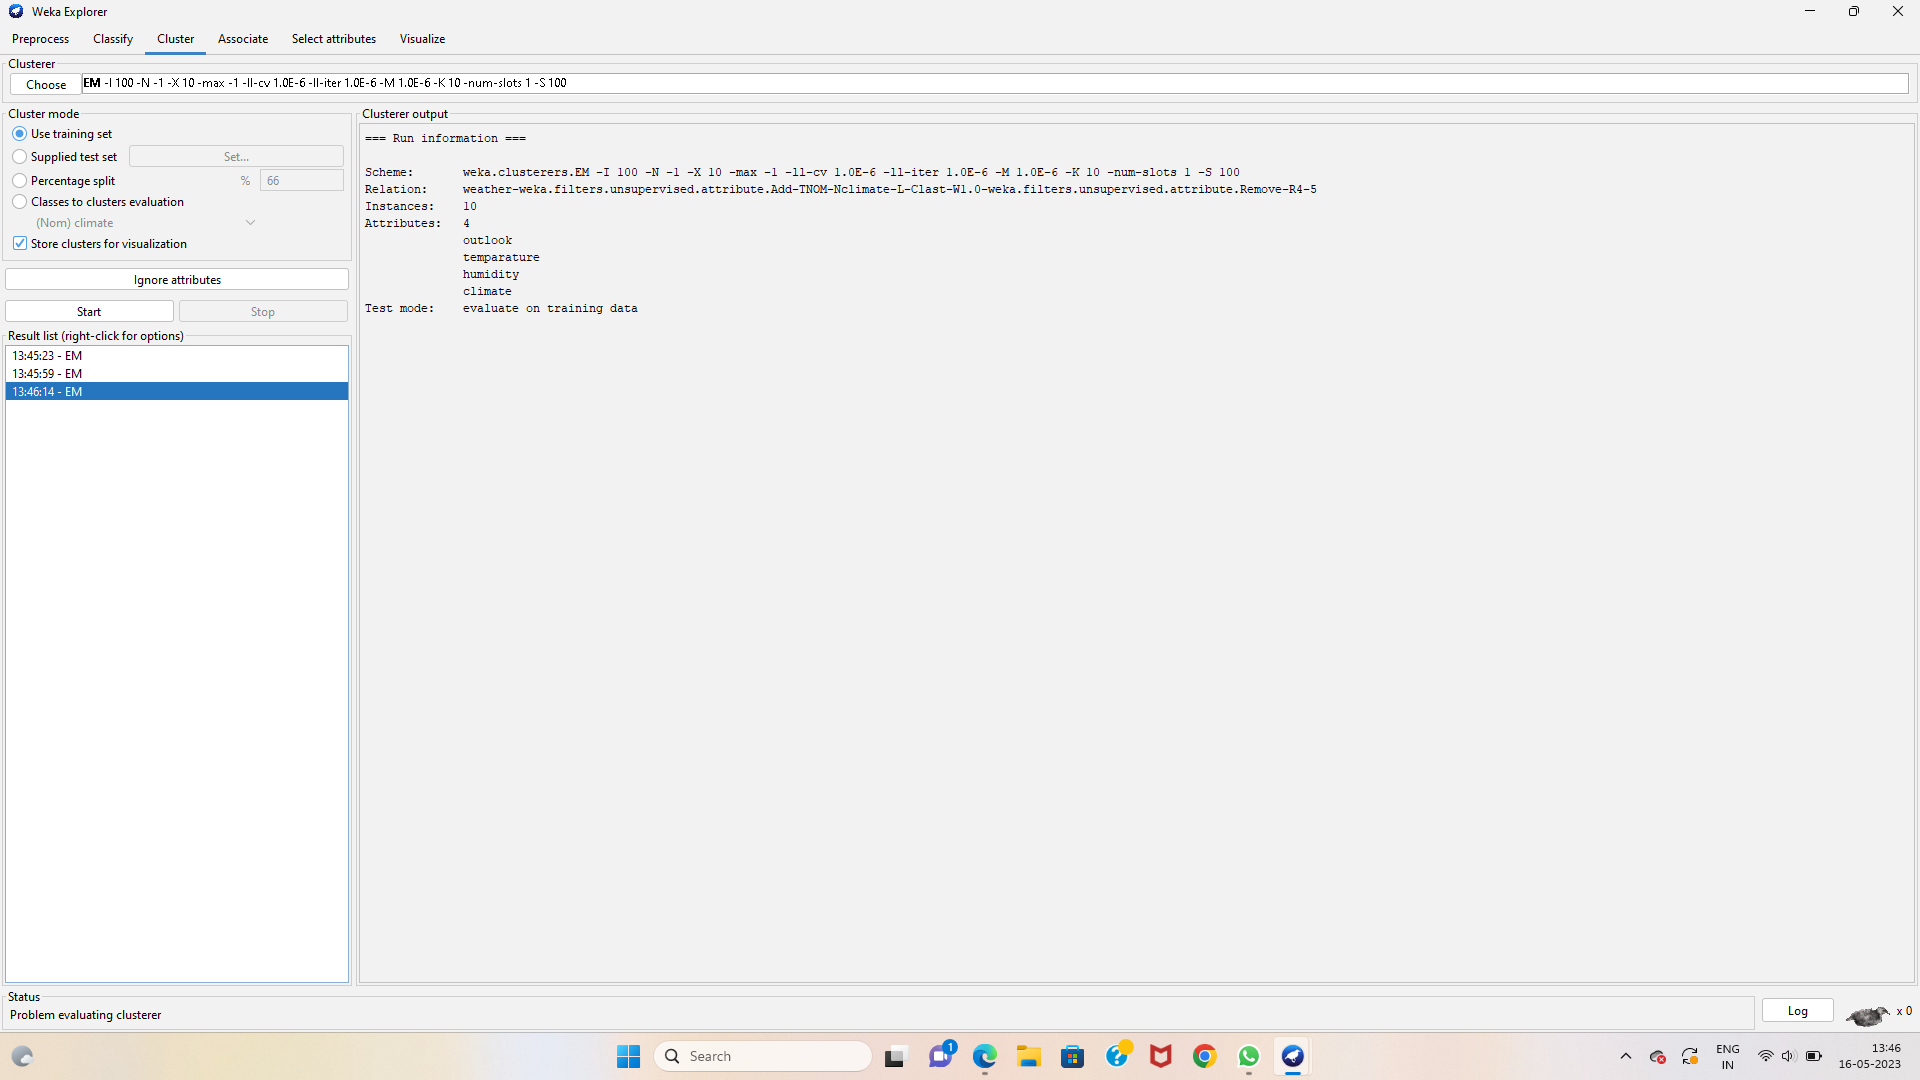 Weka Explorer
Preprocess Classify Cluster Associate Select attributes Visualize
Clusterer
Choose EM -I 100 -N -1 -X 10 -max -1 -ll-cv 1.0E-6 -ll-iter 1.0E-6 -M 1.0E-6 -K 10 -num-slots 1 -S 100
Cluster mode
Use training set
Supplied test set Set...
Percentage split % 66
Classes to clusters evaluation
(Nom) climate
Store clusters for visualization
Ignore attributes
Start Stop
Result list (right-click for options)
13:45:23 - EM
13:45:59 - EM
13:46:14 - EM
Clusterer output
=== Run information ===
Scheme: weka.clusterers.EM -I 100 -N -1 -X 10 -max -1 -ll-cv 1.0E-6 -ll-iter 1.0E-6 -M 1.0E-6 -K 10 -num-slots 1 -S 100
Relation: weather-weka.filters.unsupervised.attribute.Add-TNOM-Nclimate-L-Clast-W1.0-weka.filters.unsupervised.attribute.Remove-R4-5
Instances: 10
Attributes: 4
outlook
temparature
humidity
climate
Test mode: evaluate on training data
Status
Problem evaluating clusterer
Log x 0
Search 1 ENG 13:46
IN 16-05-2023